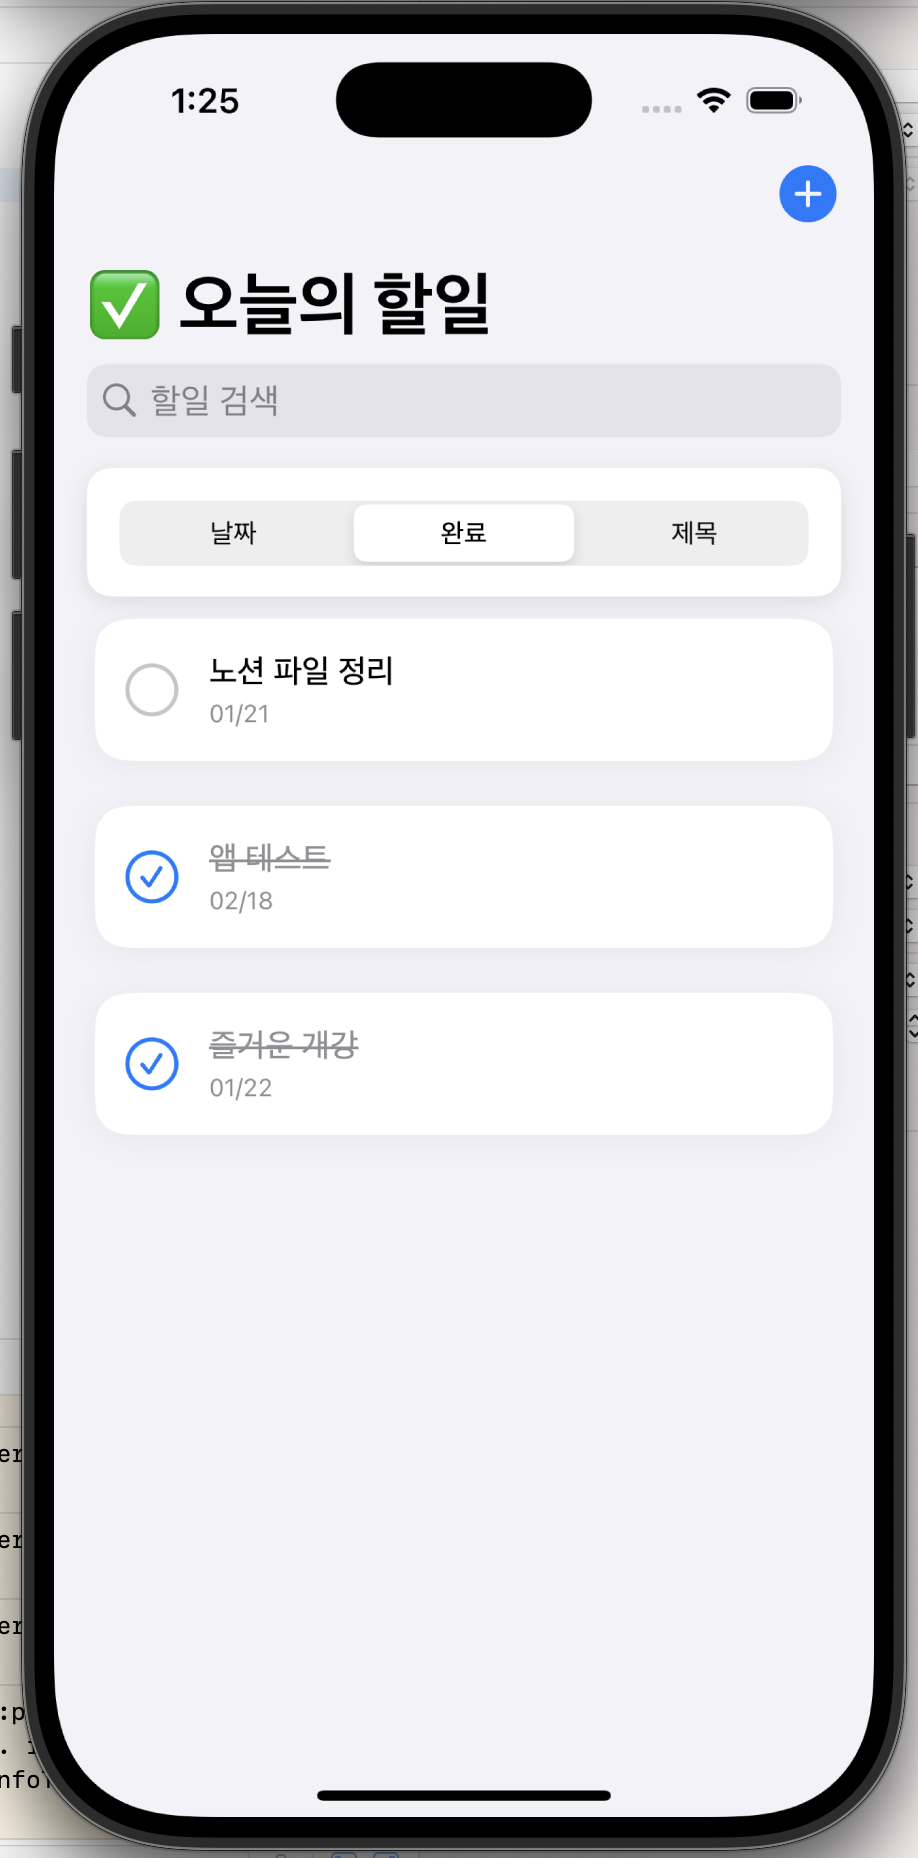 1:25
✅ 오늘의 할일
할일 검색
날짜 완료 제목
노션 파일 정리
01/21
앱 테스트
02/18
즐거운 개강
01/22
er
er
er
:p
nfo